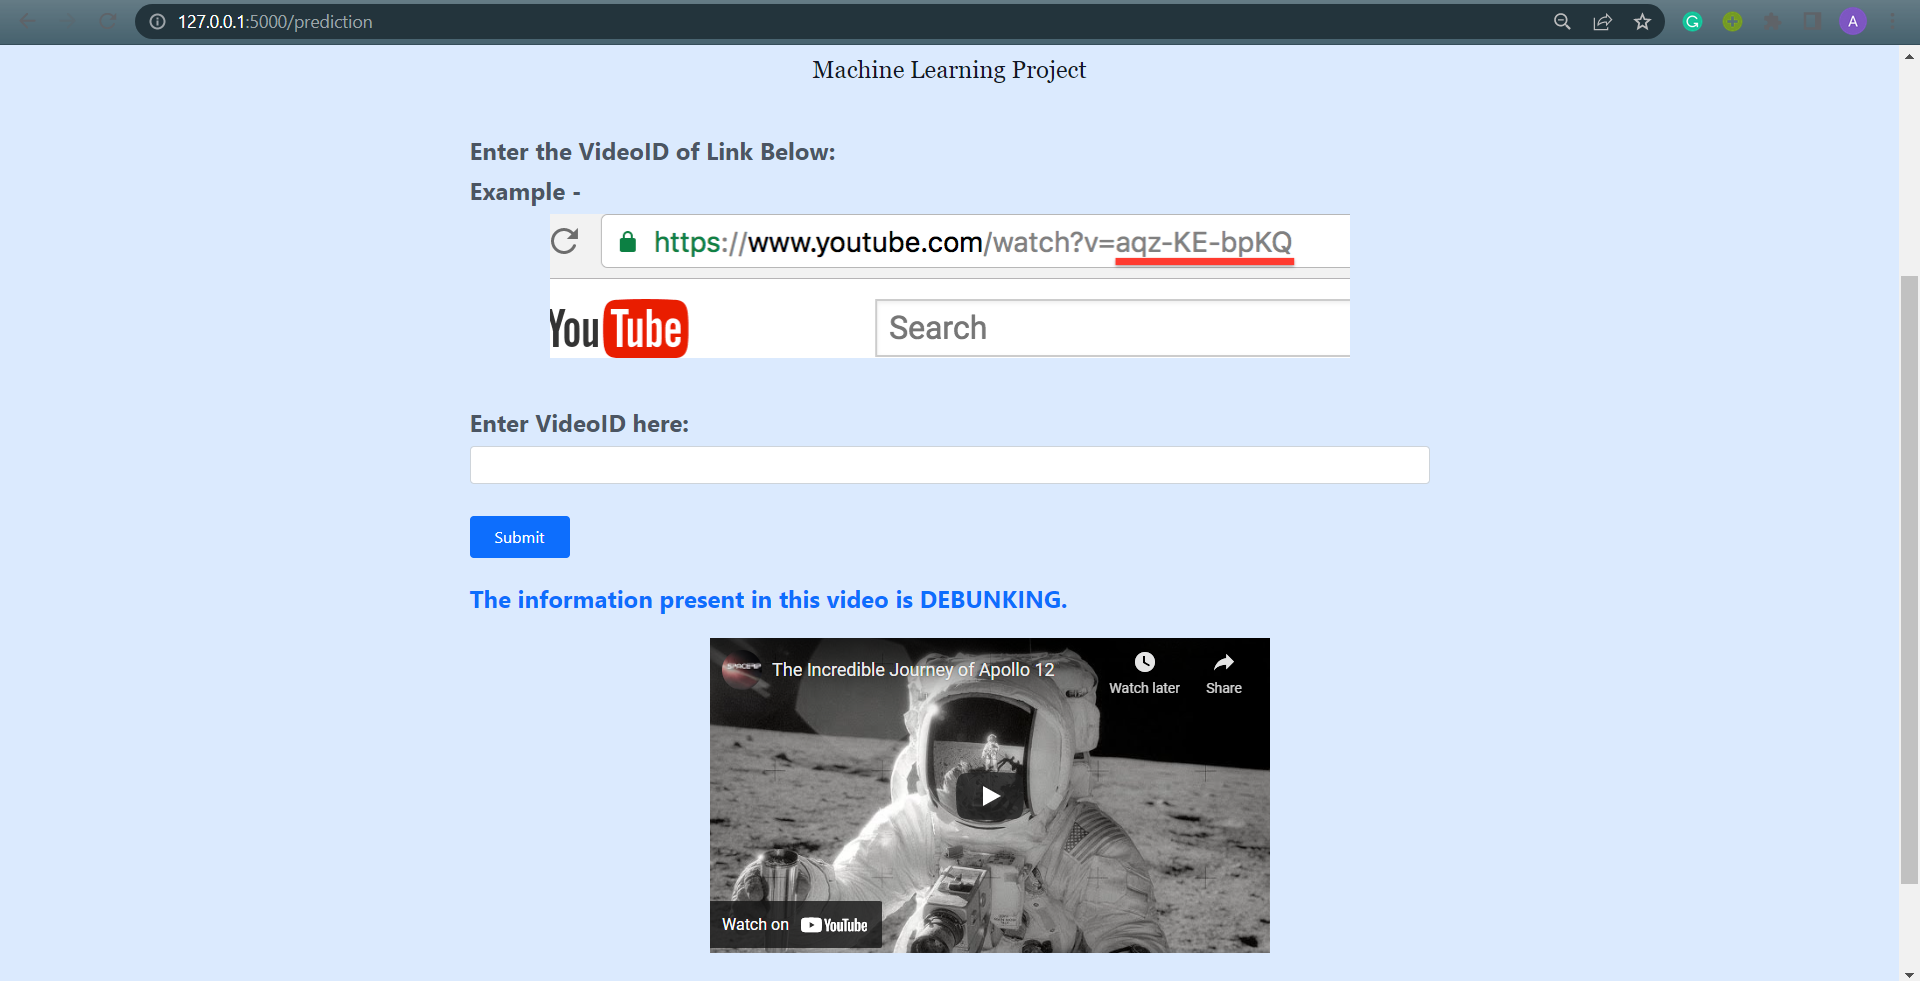 127.0.0.1:5000/prediction
A
Machine Learning Project
Enter the VideoID of Link Below:
Example -
https://www.youtube.com/watch?v=aqz-KE-bpKQ
YouTube
Search
Enter VideoID here:
Submit
The information present in this video is DEBUNKING.
The Incredible Journey of Apollo 12
Watch later
Share
Watch on YouTube